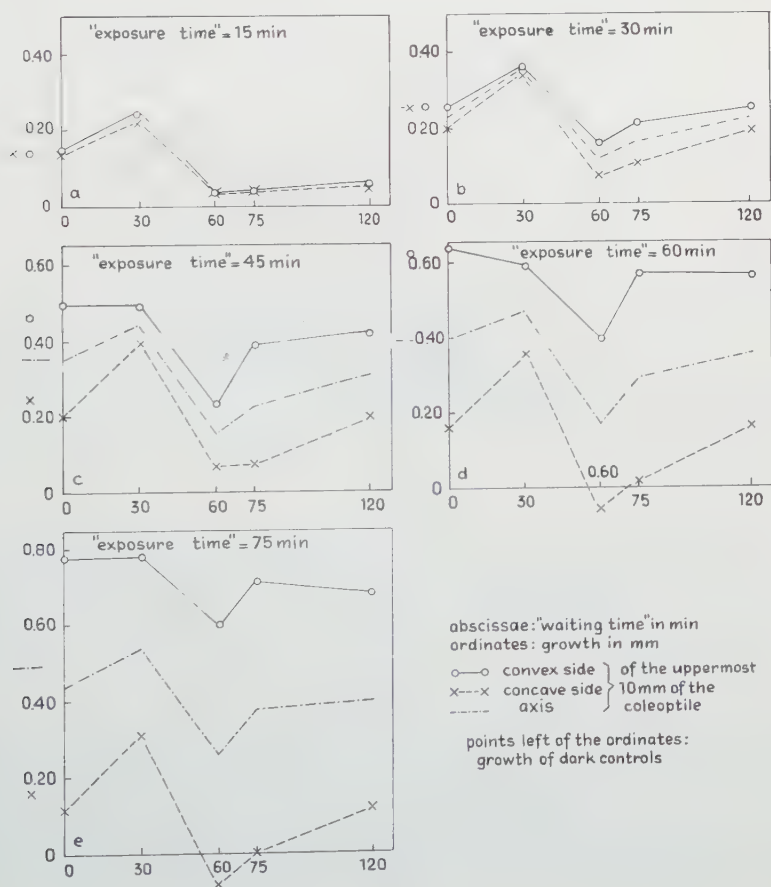 "exposure time" = 15 min
0.40
0.20
0
a
0 30 60 75 120
"exposure time" = 30 min
0.40
0.20
0
b
0 30 60 75 120
"exposure time" = 45 min
0.60
0.40
0.20
0
c
0 30 60 75 120
"exposure time" = 60 min
0.60
0.40
0.20
0
d
0.60
0 30 60 75 120
"exposure time" = 75 min
0.80
0.60
0.40
0.20
0
e
0 30 60 75 120
abscissae: "waiting time" in min
ordinates: growth in mm
convex side } of the uppermost
concave side } 10mm of the
axis } coleoptile
points left of the ordinates:
growth of dark controls